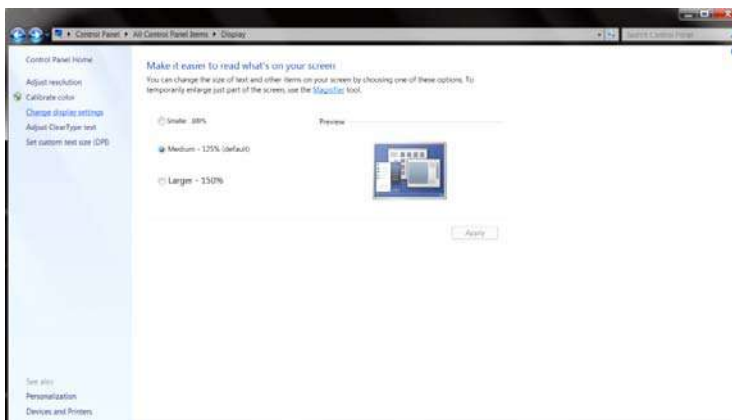 Control Panel ▸ All Control Panel Items ▸ Display
Search Control Panel
Control Panel Home
Adjust resolution
Calibrate color
Change display settings
Adjust ClearType text
Set custom text size (DPI)
See also
Personalization
Devices and Printers
Make it easier to read what's on your screen
You can change the size of text and other items on your screen by choosing one of these options. To
temporarily enlarge just part of the screen, use the Magnifier tool.
Smaller
Preview
Medium - 125% (default)
Larger - 150%
Apply